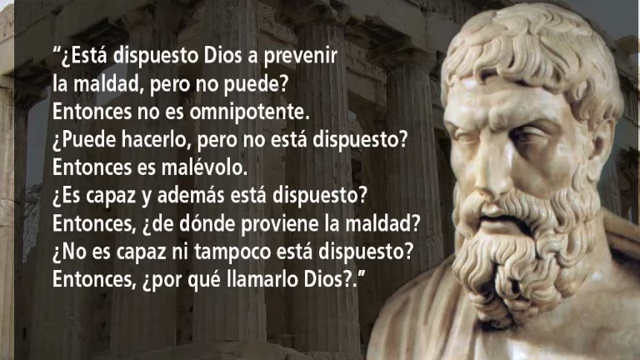 “¿Está dispuesto Dios a prevenir
la maldad, pero no puede?
Entonces no es omnipotente.
¿Puede hacerlo, pero no está dispuesto?
Entonces es malévolo.
¿Es capaz y además está dispuesto?
Entonces, ¿de dónde proviene la maldad?
¿No es capaz ni tampoco está dispuesto?
Entonces, ¿por qué llamarlo Dios?.”